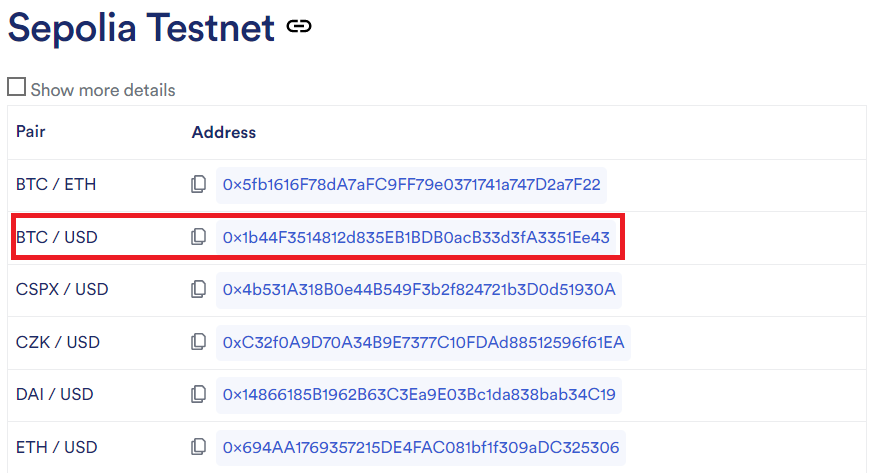 Sepolia Testnet
Show more details
Pair Address
BTC / ETH 0x5fb1616F78dA7aFC9FF79e0371741a747D2a7F22
BTC / USD 0x1b44F3514812d835EB1BDB0acB33d3fA3351Ee43
CSPX / USD 0x4b531A318B0e44B549F3b2f824721b3D0d51930A
CZK / USD 0xC32f0A9D70A34B9E7377C10FDAd88512596f61EA
DAI / USD 0x14866185B1962B63C3Ea9E03Bc1da838bab34C19
ETH / USD 0x694AA1769357215DE4FAC081bf1f309aDC325306